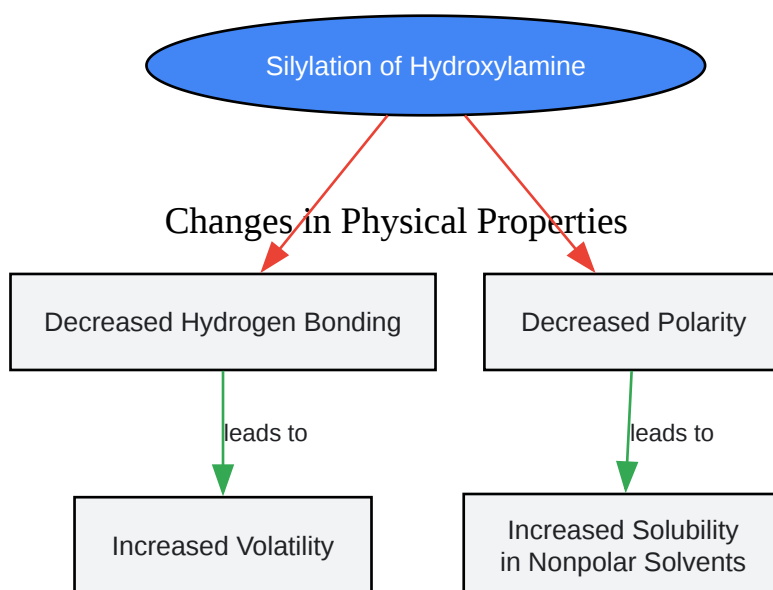 Silylation of Hydroxylamine
Changes in Physical Properties
Decreased Hydrogen Bonding
Decreased Polarity
leads to
leads to
Increased Volatility
Increased Solubility
in Nonpolar Solvents